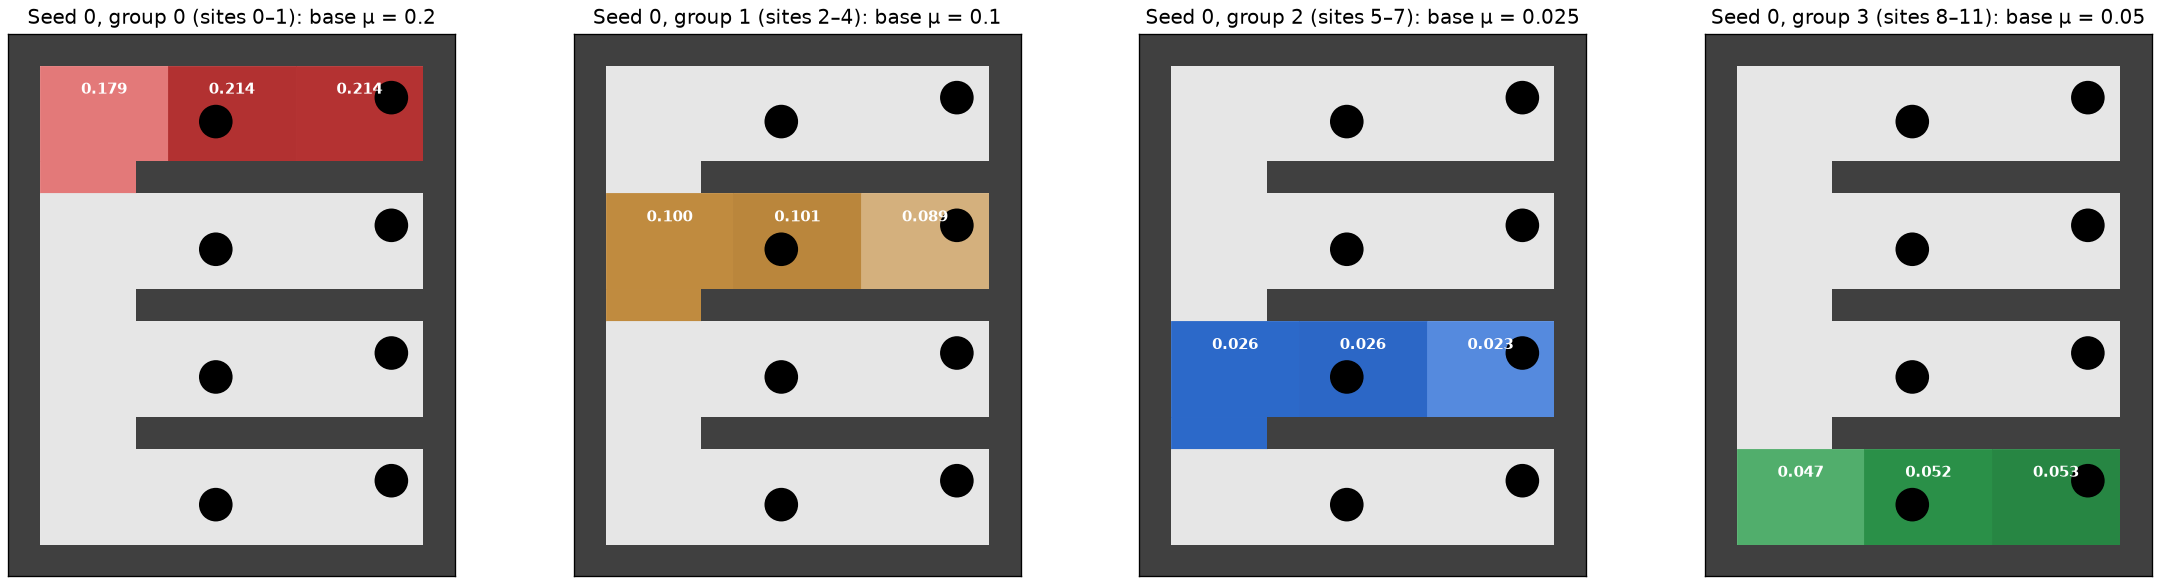 Seed 0, group 0 (sites 0–1): base μ = 0.2
0.179 0.214 0.214
Seed 0, group 1 (sites 2–4): base μ = 0.1
0.100 0.101 0.089
Seed 0, group 2 (sites 5–7): base μ = 0.025
0.026 0.026 0.023
Seed 0, group 3 (sites 8–11): base μ = 0.05
0.047 0.052 0.053